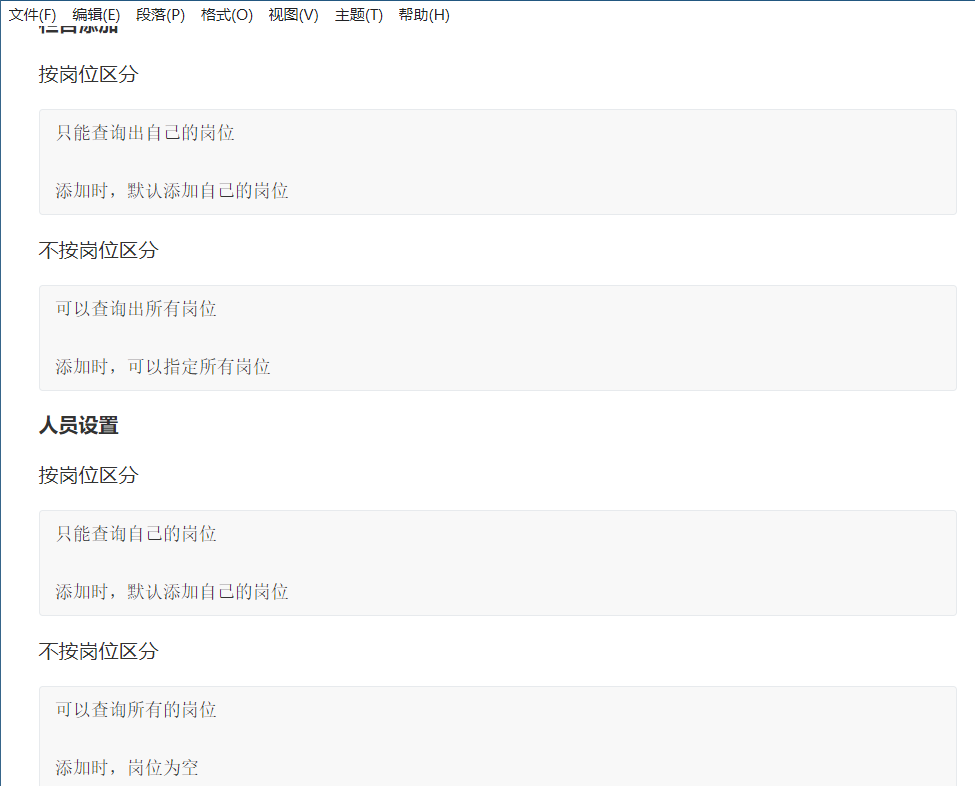 文件(F) 编辑(E) 段落(P) 格式(O) 视图(V) 主题(T) 帮助(H)
栏目添加
按岗位区分
只能查询出自己的岗位
添加时，默认添加自己的岗位
不按岗位区分
可以查询出所有岗位
添加时，可以指定所有岗位
人员设置
按岗位区分
只能查询自己的岗位
添加时，默认添加自己的岗位
不按岗位区分
可以查询所有的岗位
添加时，岗位为空